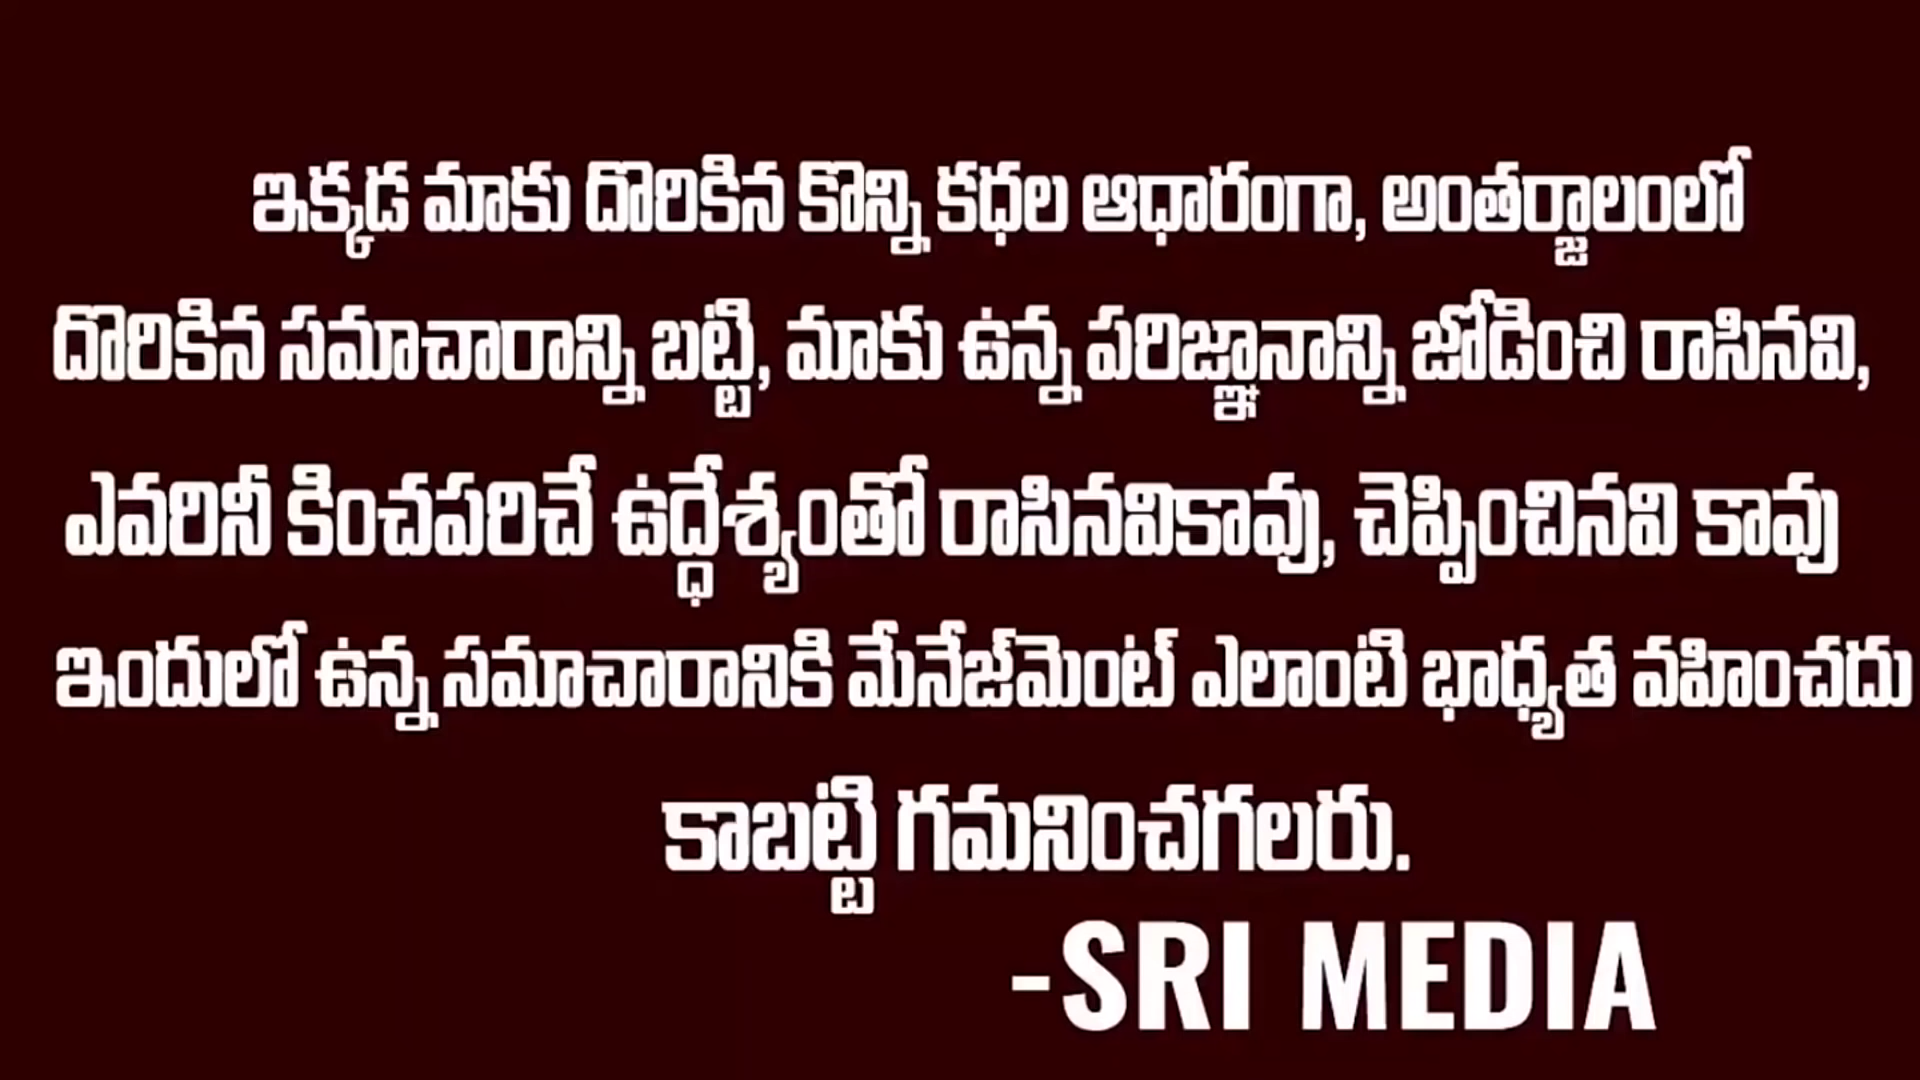 ఇక్కడ మాకు దొరికిన కొన్ని కధల ఆధారంగా, అంతర్జాలంలో
దొరికిన సమాచారాన్ని బట్టి, మాకు ఉన్న పరిజ్ఞానాన్ని జోడించి రాసినవి,
ఎవరినీ కించపరిచే ఉద్ధేశ్యంతో రాసినవికావు, చెప్పించినవి కావు
ఇందులో ఉన్న సమాచారానికి మేనేజ్‌మెంట్ ఎలాంటి భాధ్యత వహించదు
కాబట్టి గమనించగలరు.
-SRI MEDIA